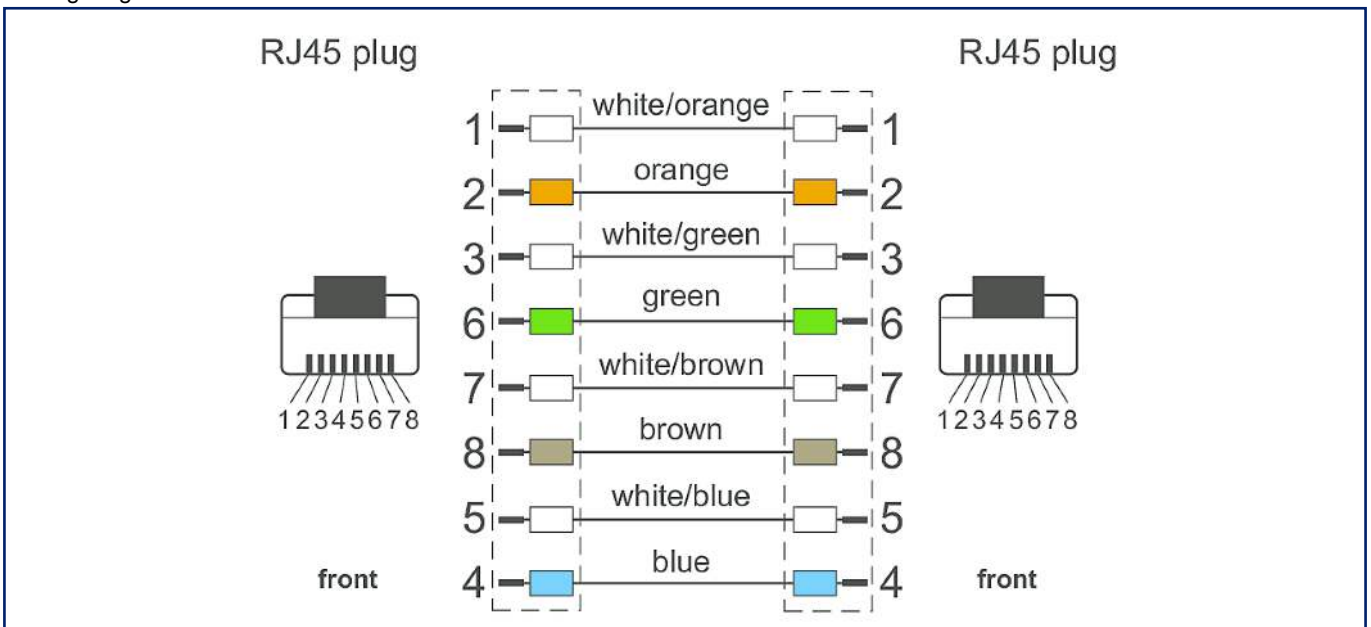 RJ45 plug RJ45 plug
white/orange
1 1
orange
2 2
white/green
3 3
green
6 6
white/brown
7 7
12345678 12345678
brown
8 8
white/blue
5 5
blue
front 4 4 front